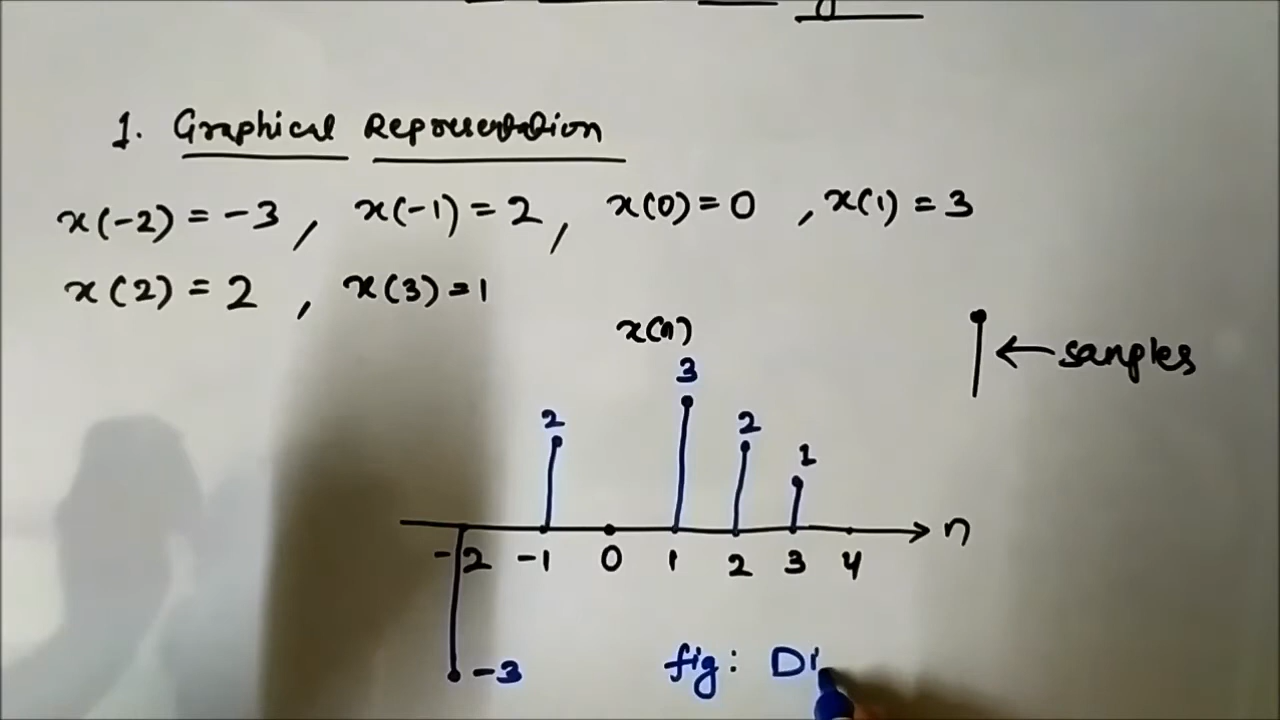 1. Graphical Representation
x(-2) = -3 , x(-1) = 2 , x(0) = 0 , x(1) = 3
x(2) = 2 , x(3) = 1
x(n)
← samples
3
2
2
1
n
-2 -1 0 1 2 3 4
-3
fig: Di